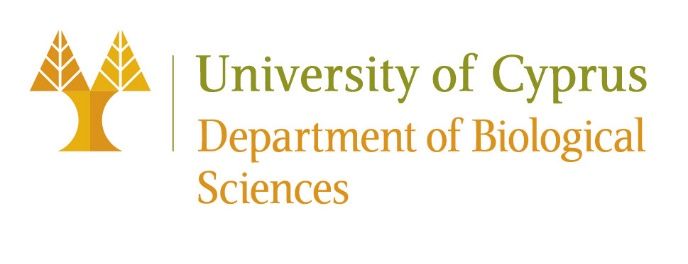 University of Cyprus
Department of Biological
Sciences